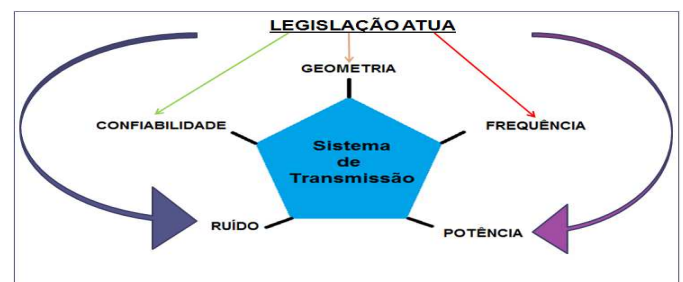 LEGISLAÇÃO ATUA
GEOMETRIA
CONFIABILIDADE
FREQUÊNCIA
Sistema
de
Transmissão
RUÍDO
POTÊNCIA